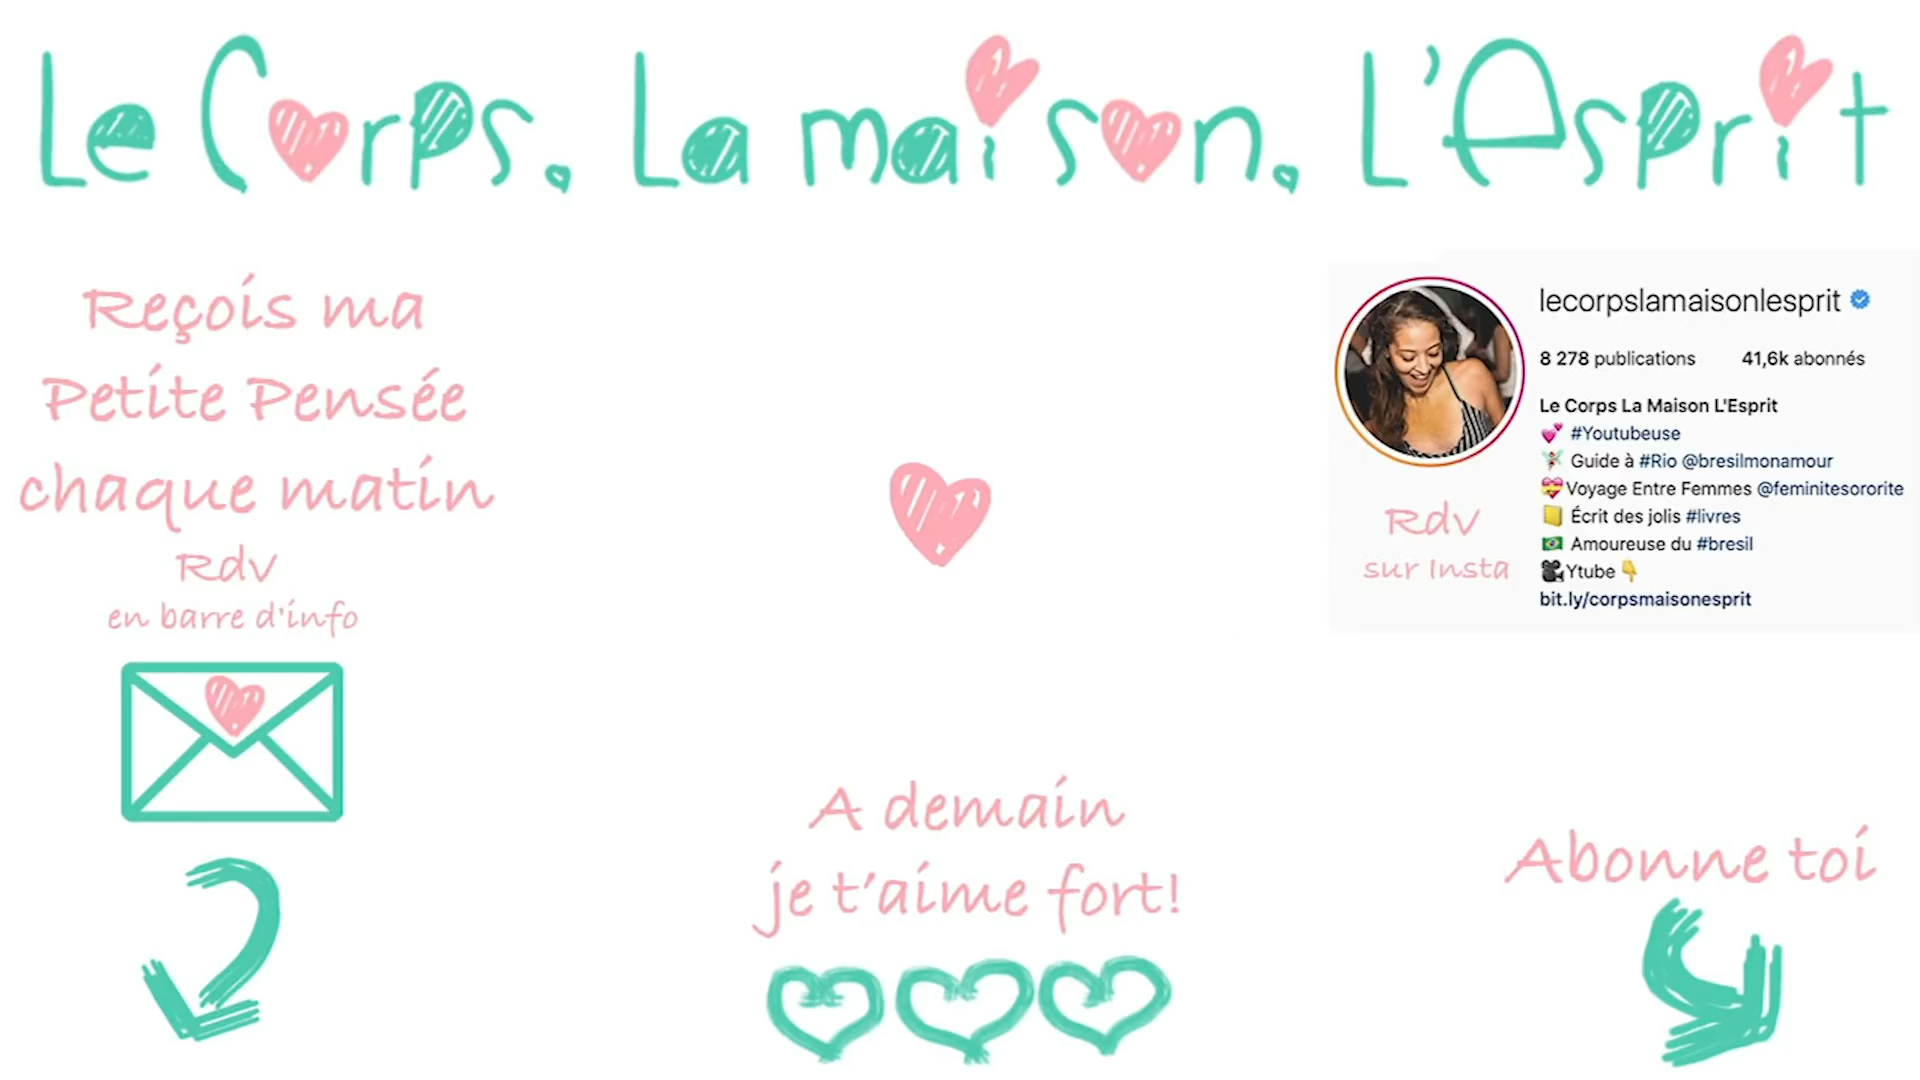 Le Corps. La maison. L'Esprit
Reçois ma
Petite Pensée
chaque matin
Rdv
en barre d'info
lecorpslamaisonlesprit
8 278 publications 41,6k abonnés
Le Corps La Maison L'Esprit
#Youtubeuse
Guide à #Rio @bresilmonamour
Voyage Entre Femmes @feminitesororite
Écrit des jolis #livres
Amoureuse du #bresil
Ytube
bit.ly/corpsmaisonesprit
Rdv
sur Insta
A demain
je t'aime fort!
Abonne toi